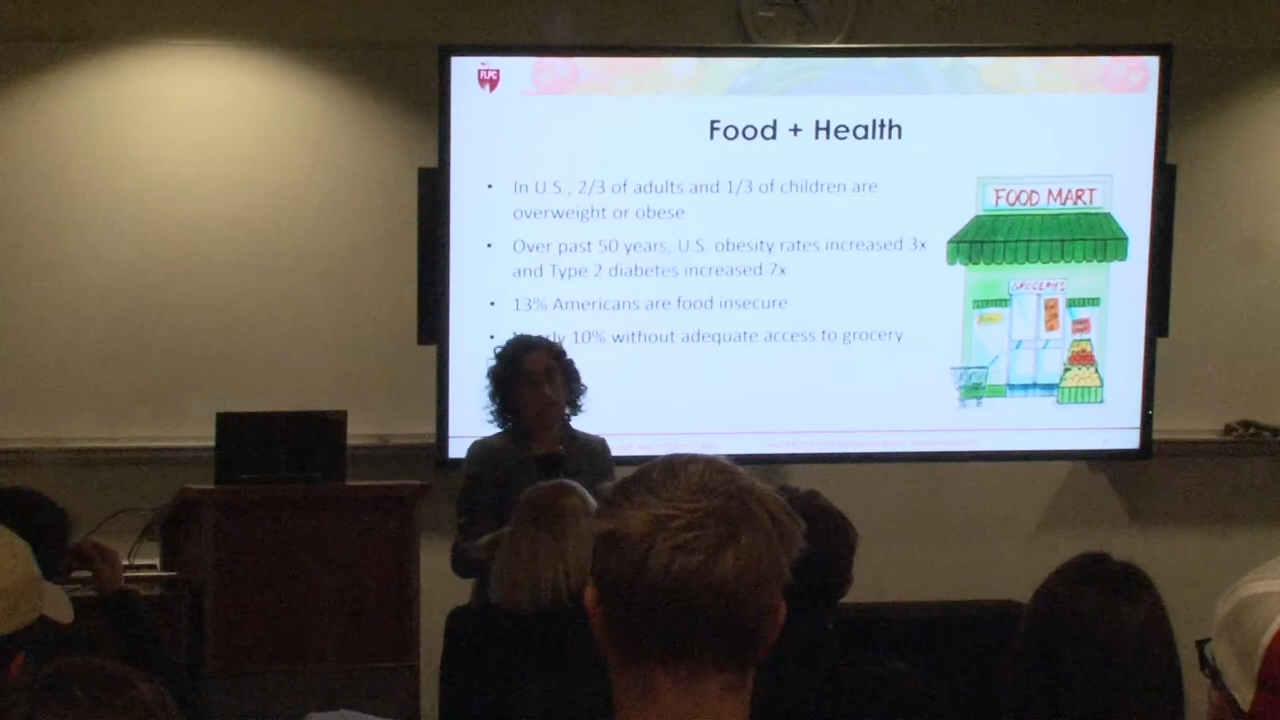 FLPC
Food + Health
• In U.S., 2/3 of adults and 1/3 of children are
overweight or obese
• Over past 50 years, U.S. obesity rates increased 3x
and Type 2 diabetes increased 7x
• 13% Americans are food insecure
• 10% without adequate access to grocery
FOOD MART
GROCERIES